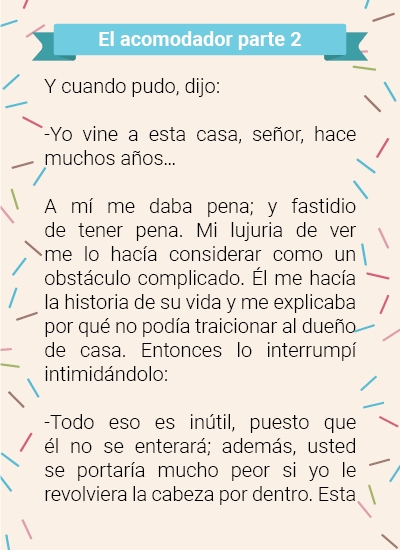 El acomodador parte 2
Y cuando pudo, dijo:
-Yo vine a esta casa, señor, hace
muchos años...
A mí me daba pena; y fastidio
de tener pena. Mi lujuria de ver
me lo hacía considerar como un
obstáculo complicado. Él me hacía
la historia de su vida y me explicaba
por qué no podía traicionar al dueño
de casa. Entonces lo interrumpí
intimidándolo:
-Todo eso es inútil, puesto que
él no se enterará; además, usted
se portaría mucho peor si yo le
revolviera la cabeza por dentro. Esta